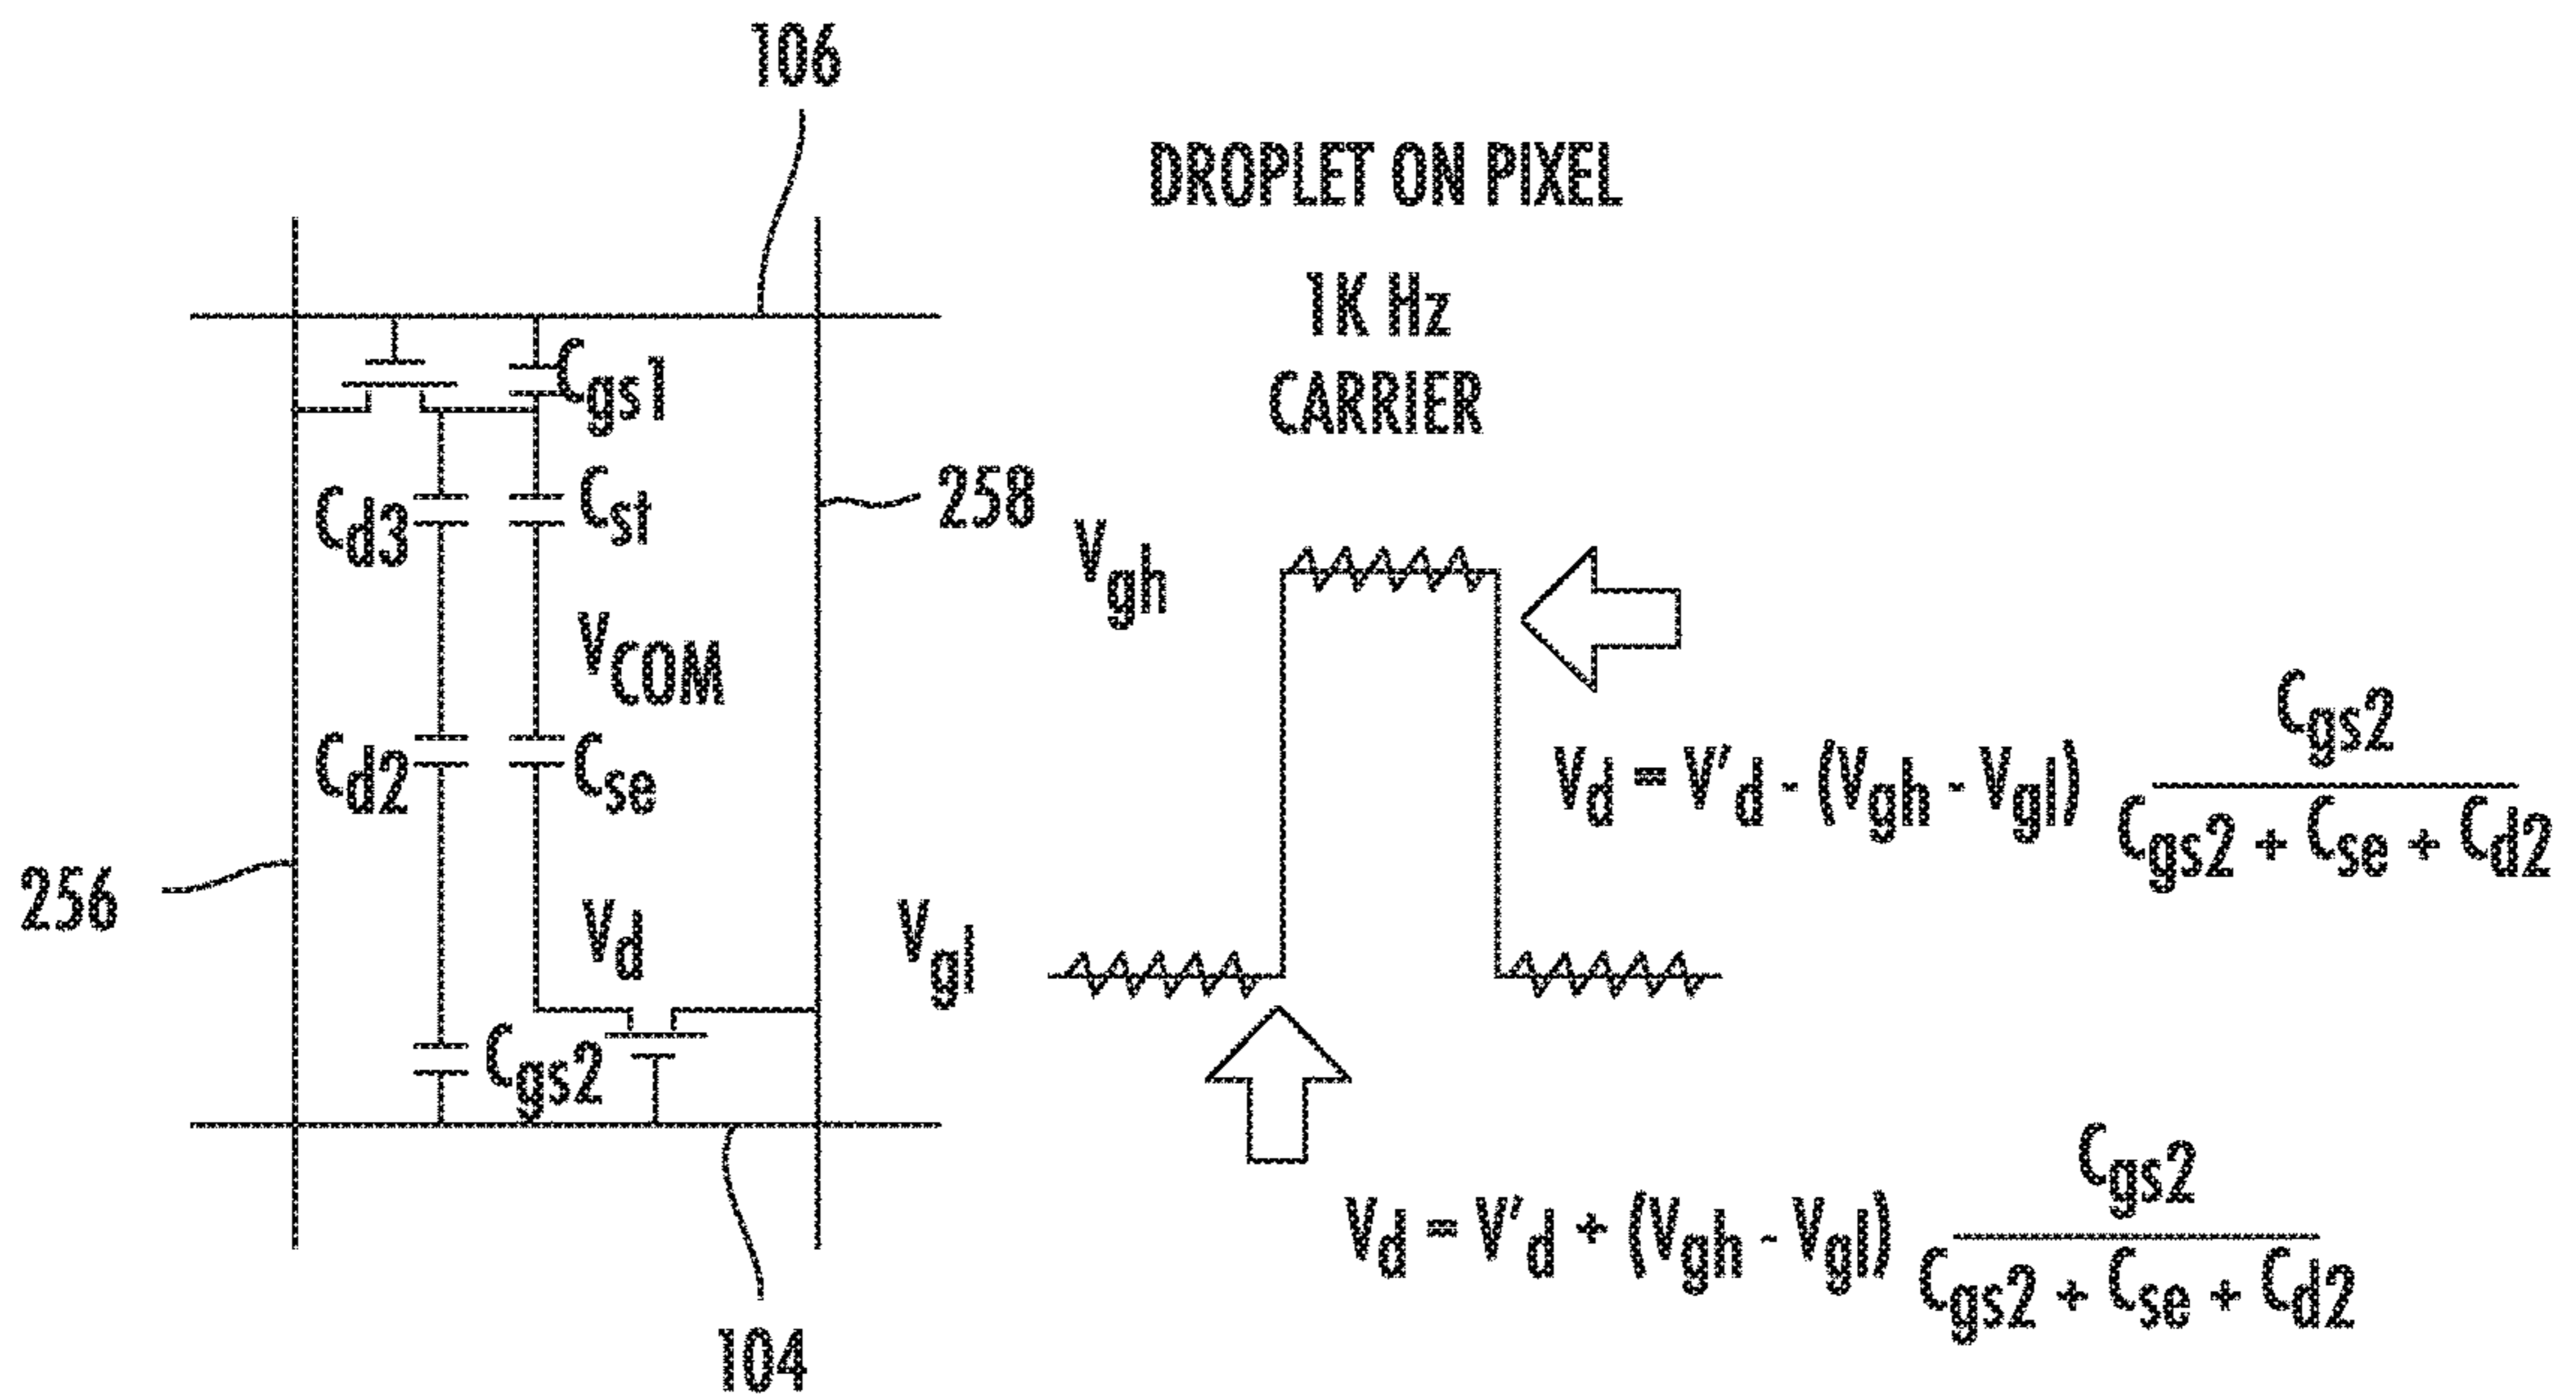 106
DROPLET ON PIXEL
1K Hz
CARRIER
Cgs1
Cst
258
Cd3
Vgh
VCOM
Cd2
Cse
Cgs2
Vd = V'd - (Vgh - Vgl)
Cgs2 + Cse + Cd2
256
Vd
Vgl
Cgs2
Cgs2
Vd = V'd + (Vgh - Vgl)
Cgs2 + Cse + Cd2
104